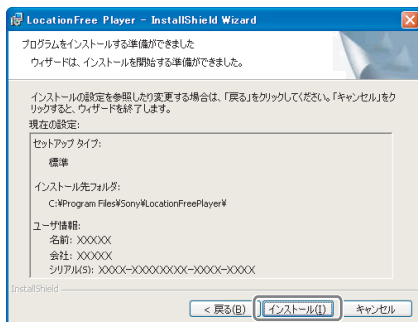 LocationFree Player - InstallShield Wizard
プログラムをインストールする準備ができました
ウィザードは、インストールを開始する準備ができました。
インストールの設定を参照したり変更する場合は、「戻る」をクリックしてください。「キャンセル」をク
リックすると、ウィザードを終了します。
現在の設定:
セットアップ タイプ:
標準
インストール先フォルダ:
C:¥Program Files¥Sony¥LocationFreePlayer¥
ユーザ情報:
名前: XXXXX
会社: XXXXX
シリアル(S): XXXX-XXXXXXXX-XXXX-XXXX
InstallShield
< 戻る(B) インストール(I) キャンセル